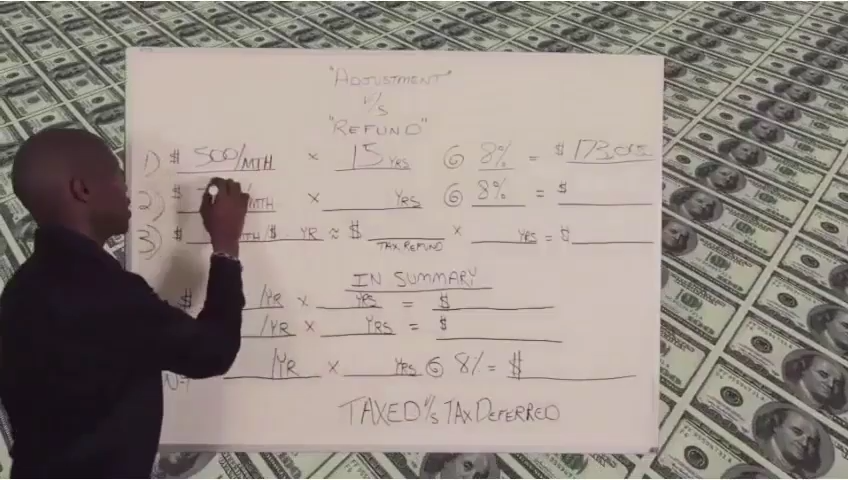 "ADJUSTMENT"
V/S
"REFUND"
1) $ 500/MTH × 15 YRS @ 8% = $ 173,0
2) $ MTH × YRS @ 8% = $
3) $ MTH $ YR ≈ $ TAX REFUND × YRS = $
IN SUMMARY
$ /YR × YRS = $
/YR × YRS = $
/YR × YRS @ 8% = $
TAXED V/S TAX DEFERRED